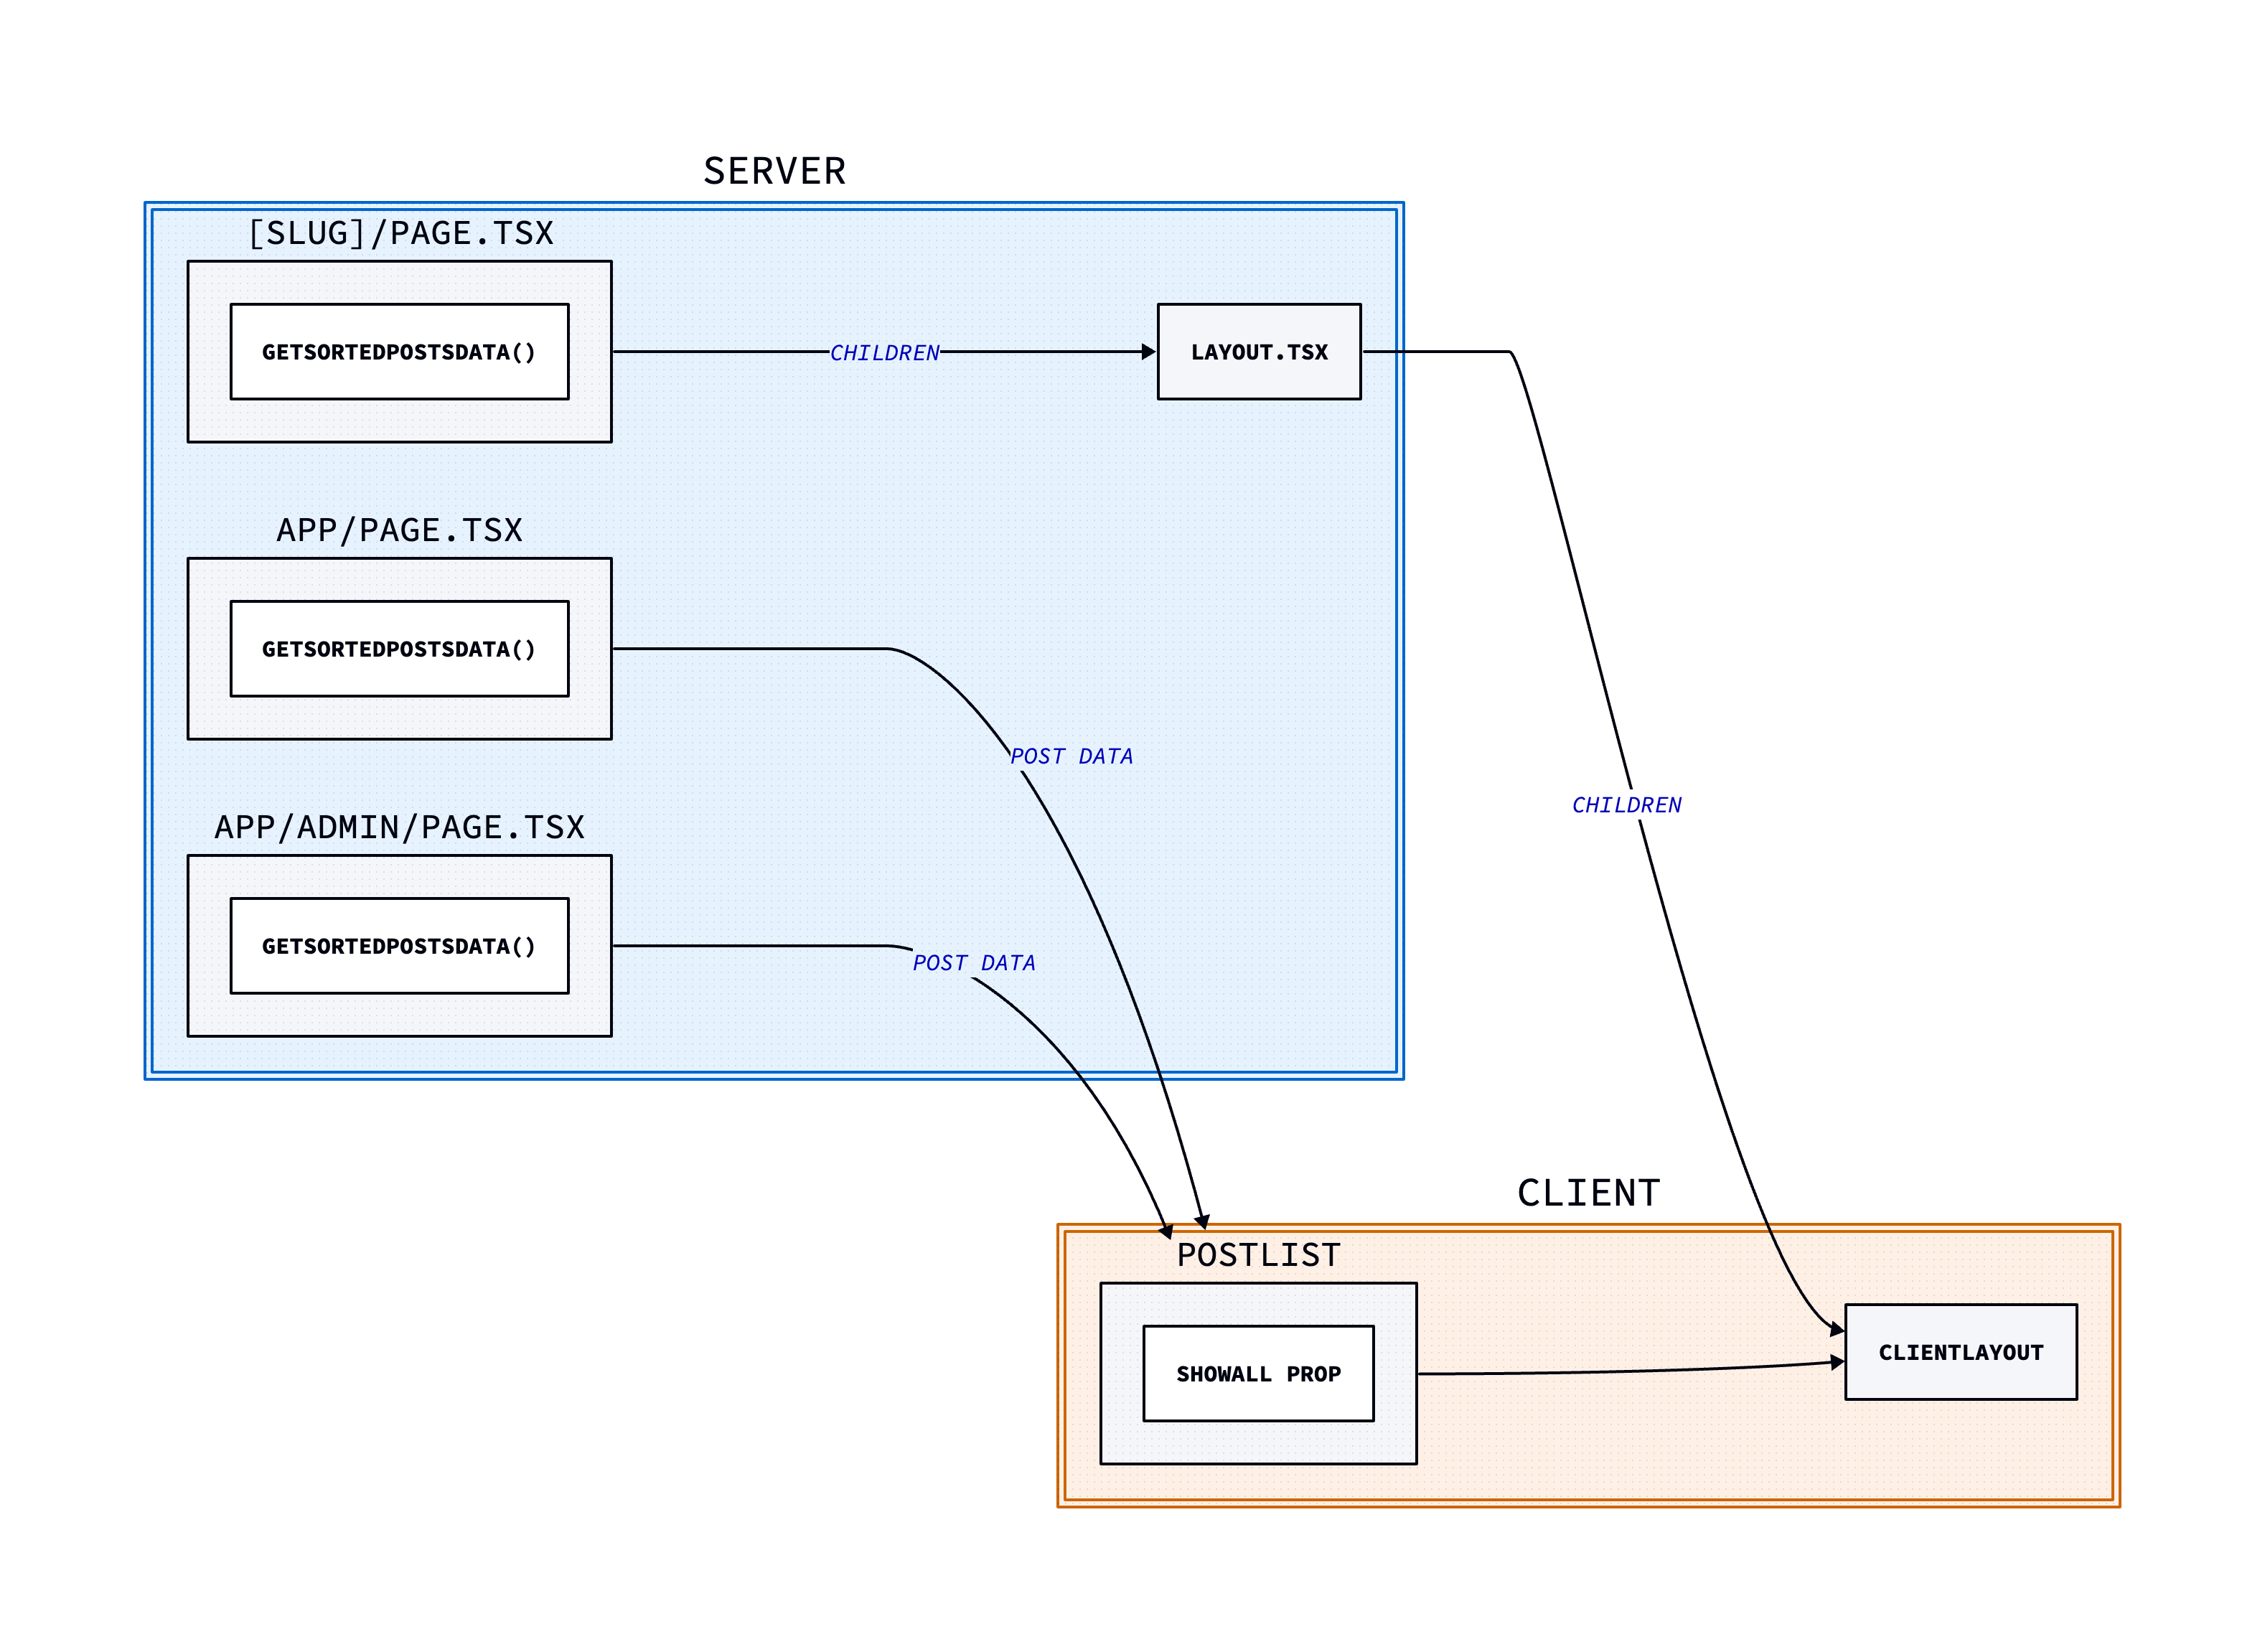 SERVER
[SLUG]/PAGE.TSX
GETSORTEDPOSTSDATA()
CHILDREN
LAYOUT.TSX
APP/PAGE.TSX
GETSORTEDPOSTSDATA()
POST DATA
CHILDREN
APP/ADMIN/PAGE.TSX
GETSORTEDPOSTSDATA()
POST DATA
CLIENT
POSTLIST
SHOWALL PROP
CLIENTLAYOUT